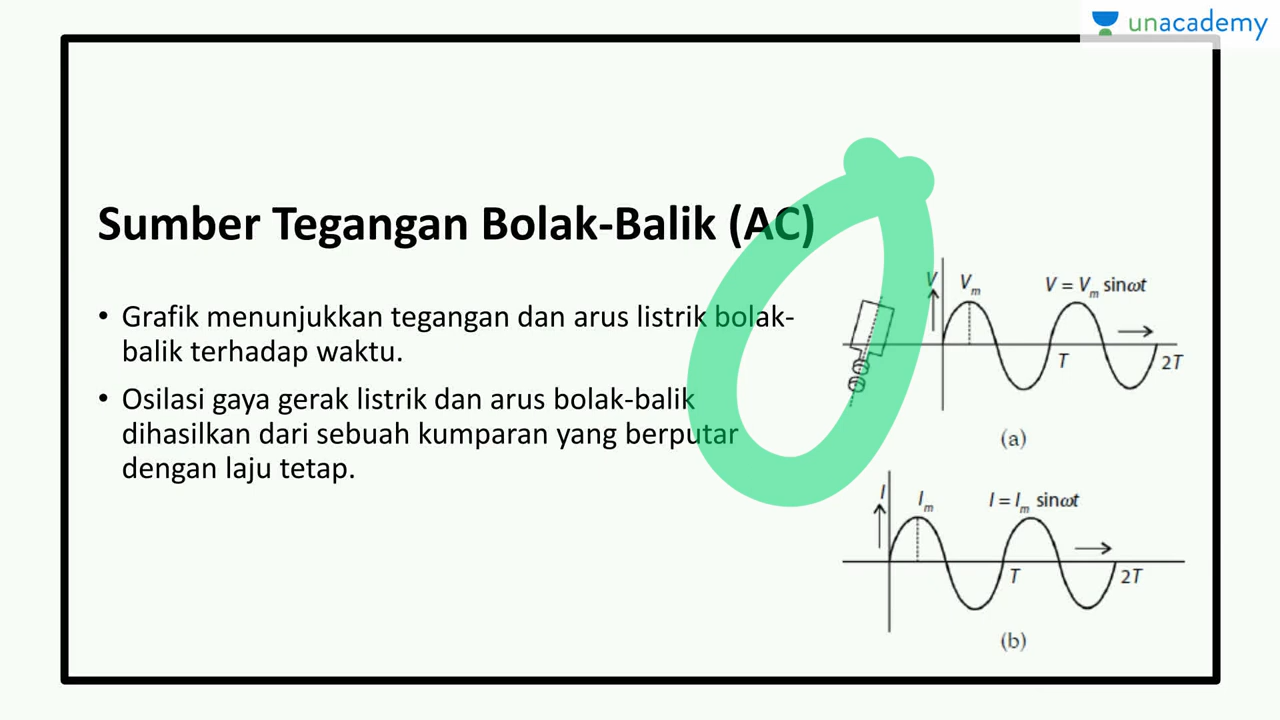 unacademy
Sumber Tegangan Bolak-Balik (AC)
• Grafik menunjukkan tegangan dan arus listrik bolak-
balik terhadap waktu.
• Osilasi gaya gerak listrik dan arus bolak-balik
dihasilkan dari sebuah kumparan yang berputar
dengan laju tetap.
V Vm V = Vm sinωt
T 2T
(a)
I Im I = Im sinωt
T 2T
(b)